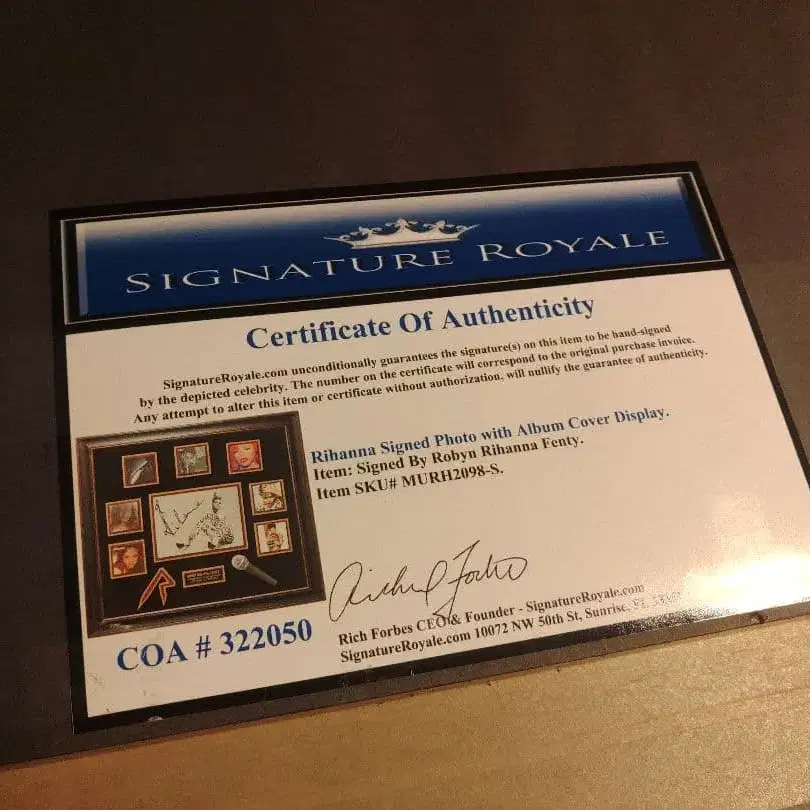 SIGNATURE ROYALE
Certificate Of Authenticity
SignatureRoyale.com unconditionally guarantees the signature(s) on this item to be hand-signed
by the depicted celebrity. The number on the certificate will correspond to the original purchase invoice.
Any attempt to alter this item or certificate without authorization, will nullify the guarantee of authenticity.
Rihanna Signed Photo with Album Cover Display.
Item: Signed By Robyn Rihanna Fenty.
Item SKU# MURH2098-S.
Richard Forbes
Rich Forbes CEO & Founder - SignatureRoyale.com
SignatureRoyale.com 10072 NW 50th St, Sunrise, FL
COA # 322050